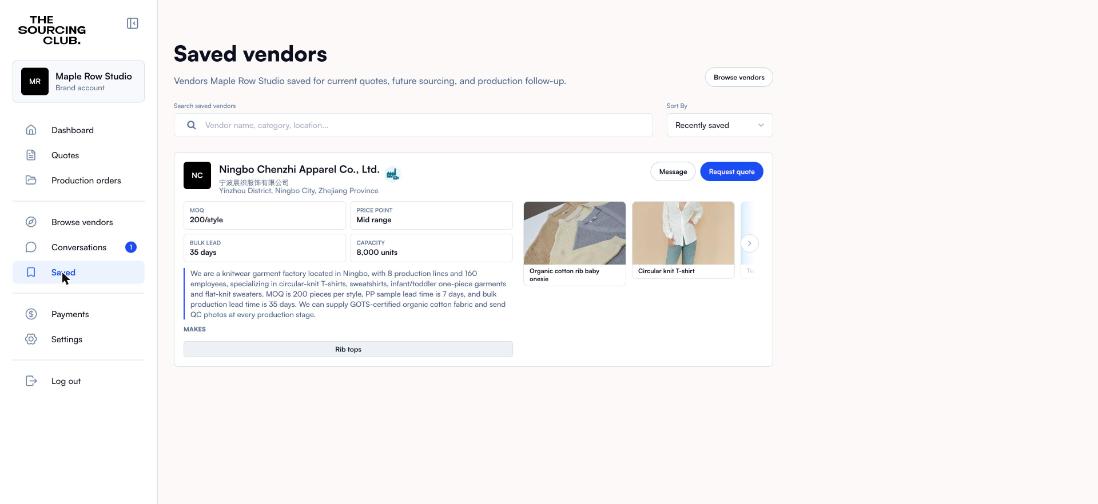 THE
SOURCING
CLUB.
MR
Maple Row Studio
Brand account
Dashboard
Quotes
Production orders
Browse vendors
Conversations
1
Saved
Payments
Settings
Log out
Saved vendors
Vendors Maple Row Studio saved for current quotes, future sourcing, and production follow-up.
Browse vendors
Search saved vendors
Vendor name, category, location...
Sort By
Recently saved
NC
Ningbo Chenzhi Apparel Co., Ltd.
宁波晨织服饰有限公司
Yinzhou District, Ningbo City, Zhejiang Province
Message
Request quote
MOQ
200/style
PRICE POINT
Mid range
BULK LEAD
35 days
CAPACITY
8,000 units
We are a knitwear garment factory located in Ningbo, with 8 production lines and 160
employees, specializing in circular-knit T-shirts, sweatshirts, infant/toddler one-piece garments
and flat-knit sweaters. MOQ is 200 pieces per style. PP sample lead time is 7 days, and bulk
production lead time is 35 days. We can supply GOTS-certified organic cotton fabric and send
QC photos at every production stage.
MAKES
Rib tops
Organic cotton rib baby
onesie
Circular knit T-shirt